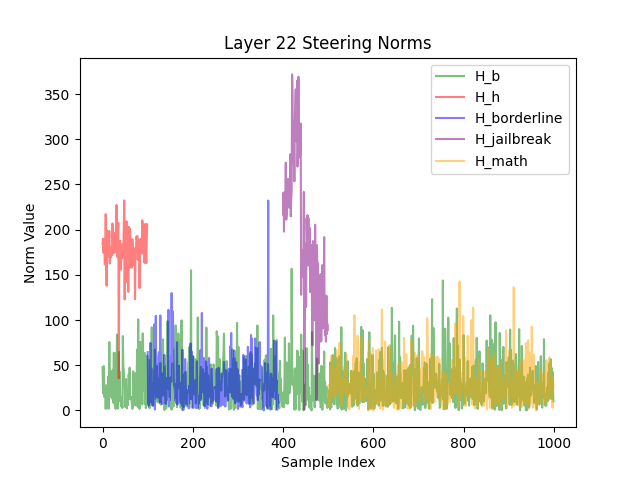 Layer 22 Steering Norms
H_b
H_h
H_borderline
H_jailbreak
H_math
Norm Value
350
300
250
200
150
100
50
0
0
200
400
600
800
1000
Sample Index